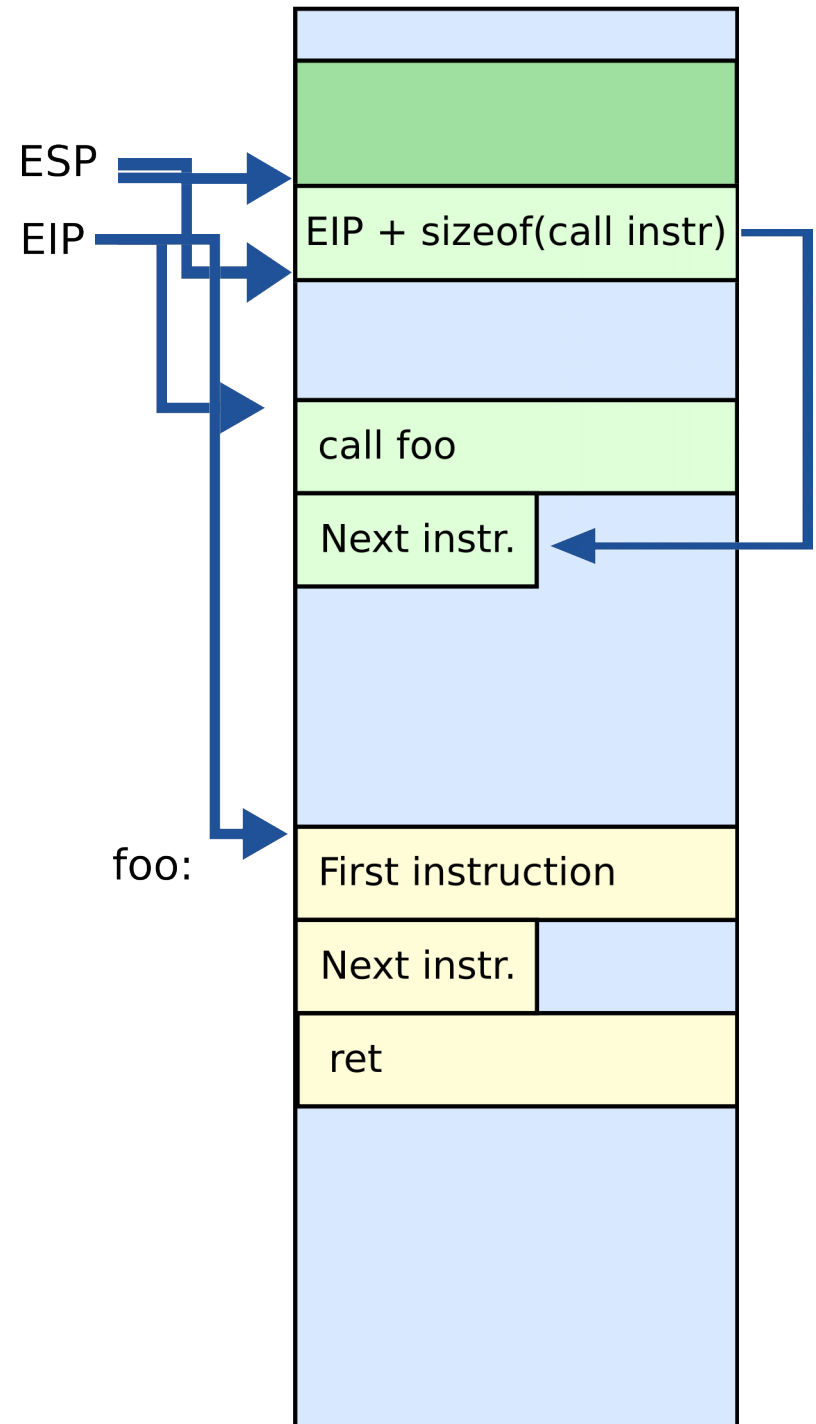 ESP
EIP
EIP + sizeof(call instr)
call foo
Next instr.
foo:
First instruction
Next instr.
ret